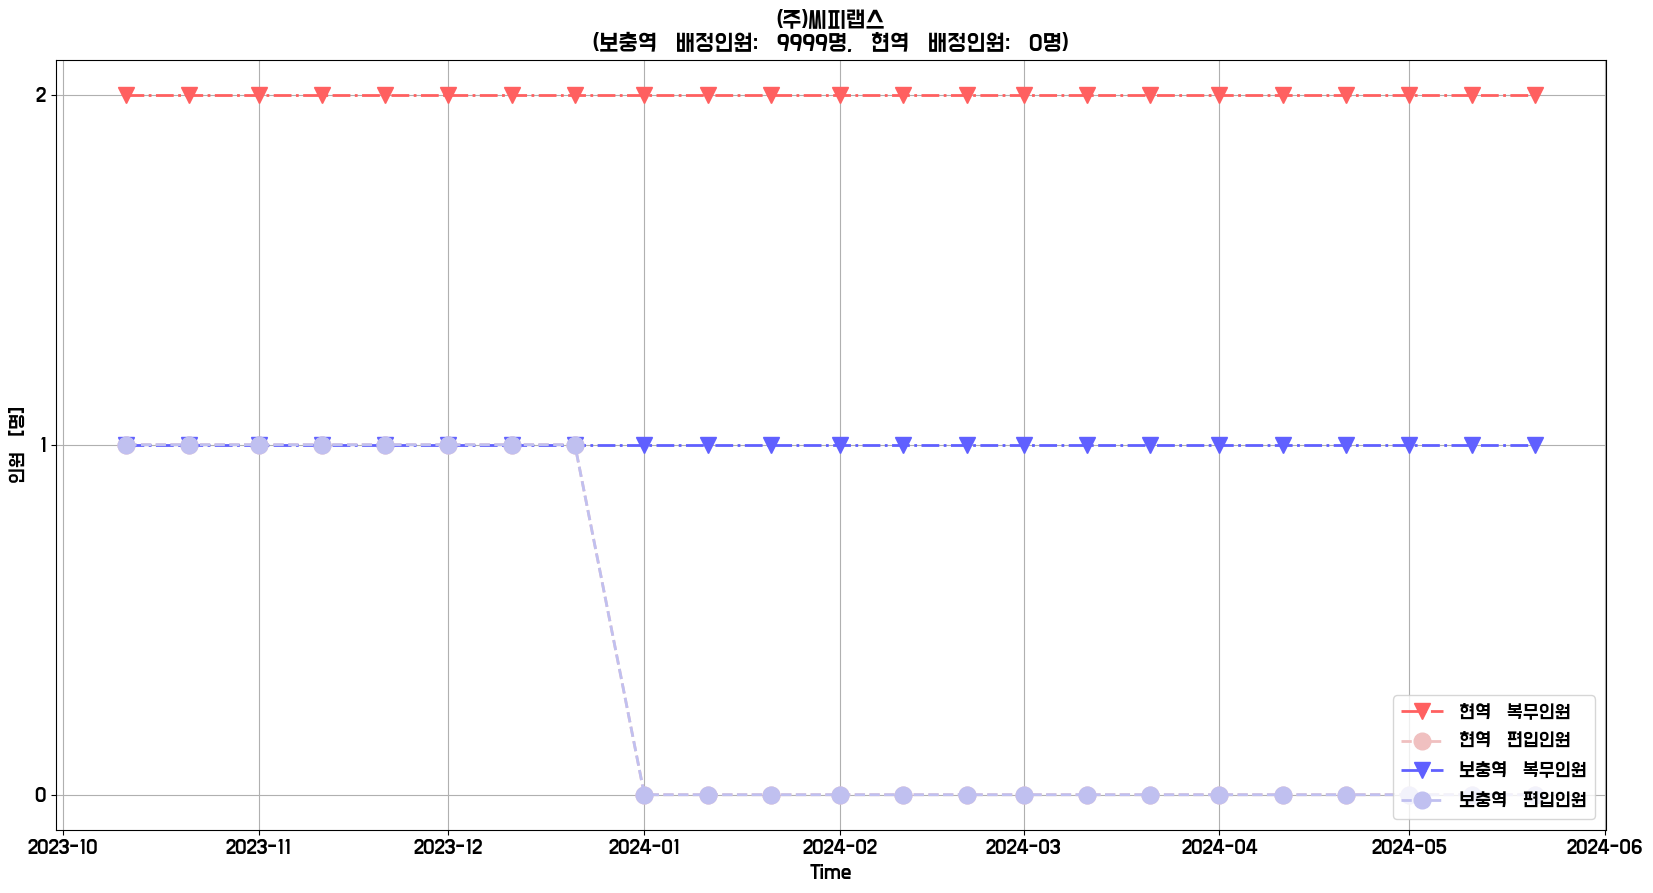 (주)씨피랩스
(보충역 배정인원: 9999명, 현역 배정인원: 0명)
2
1
0
인원 [명]
2023-10 2023-11 2023-12 2024-01 2024-02 2024-03 2024-04 2024-05 2024-06
Time
현역 복무인원
현역 편입인원
보충역 복무인원
보충역 편입인원